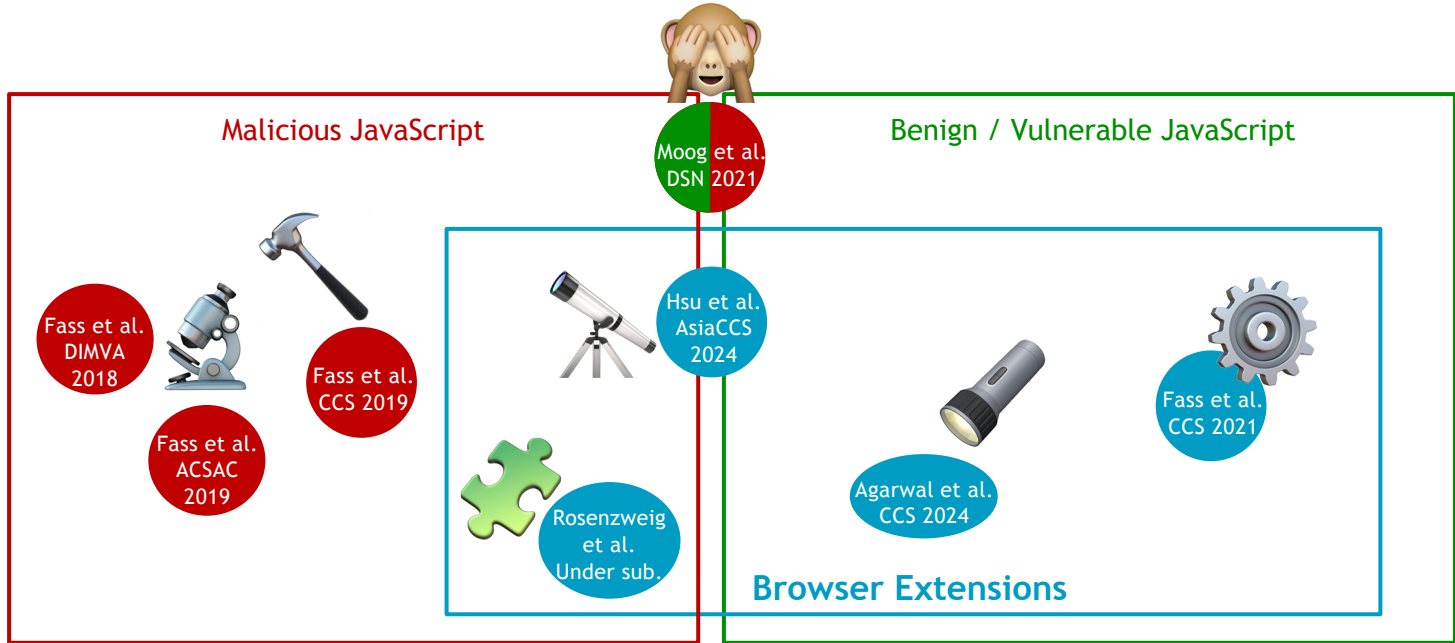 Malicious JavaScript
Benign / Vulnerable JavaScript
Moog et al.
DSN 2021
Fass et al.
DIMVA
2018
Fass et al.
CCS 2019
Fass et al.
ACSAC
2019
Hsu et al.
AsiaCCS
2024
Rosenzweig
et al.
Under sub.
Agarwal et al.
CCS 2024
Fass et al.
CCS 2021
Browser Extensions